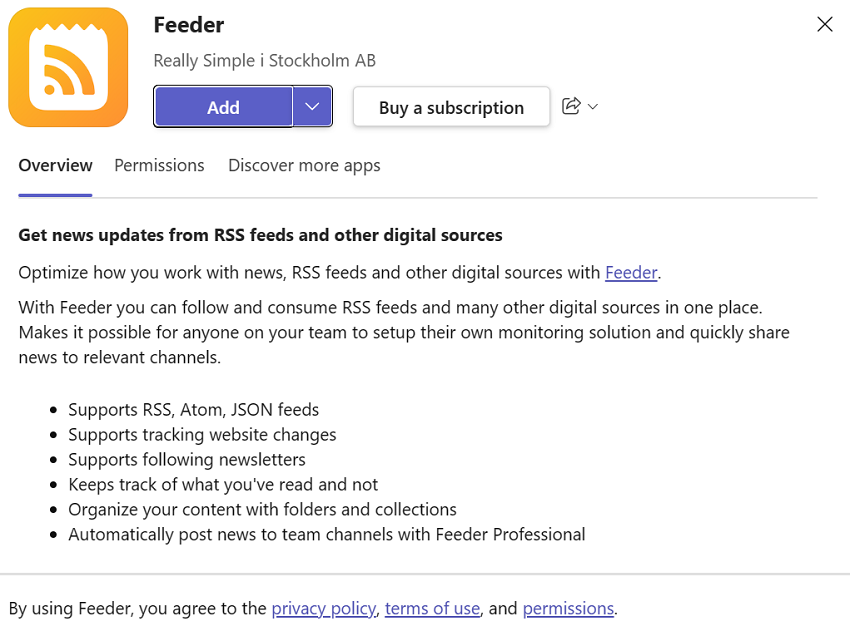 Feeder
Really Simple i Stockholm AB
Add
Buy a subscription
Overview Permissions Discover more apps
Get news updates from RSS feeds and other digital sources
Optimize how you work with news, RSS feeds and other digital sources with Feeder.
With Feeder you can follow and consume RSS feeds and many other digital sources in one place.
Makes it possible for anyone on your team to setup their own monitoring solution and quickly share
news to relevant channels.
• Supports RSS, Atom, JSON feeds
• Supports tracking website changes
• Supports following newsletters
• Keeps track of what you've read and not
• Organize your content with folders and collections
• Automatically post news to team channels with Feeder Professional
By using Feeder, you agree to the privacy policy, terms of use, and permissions.